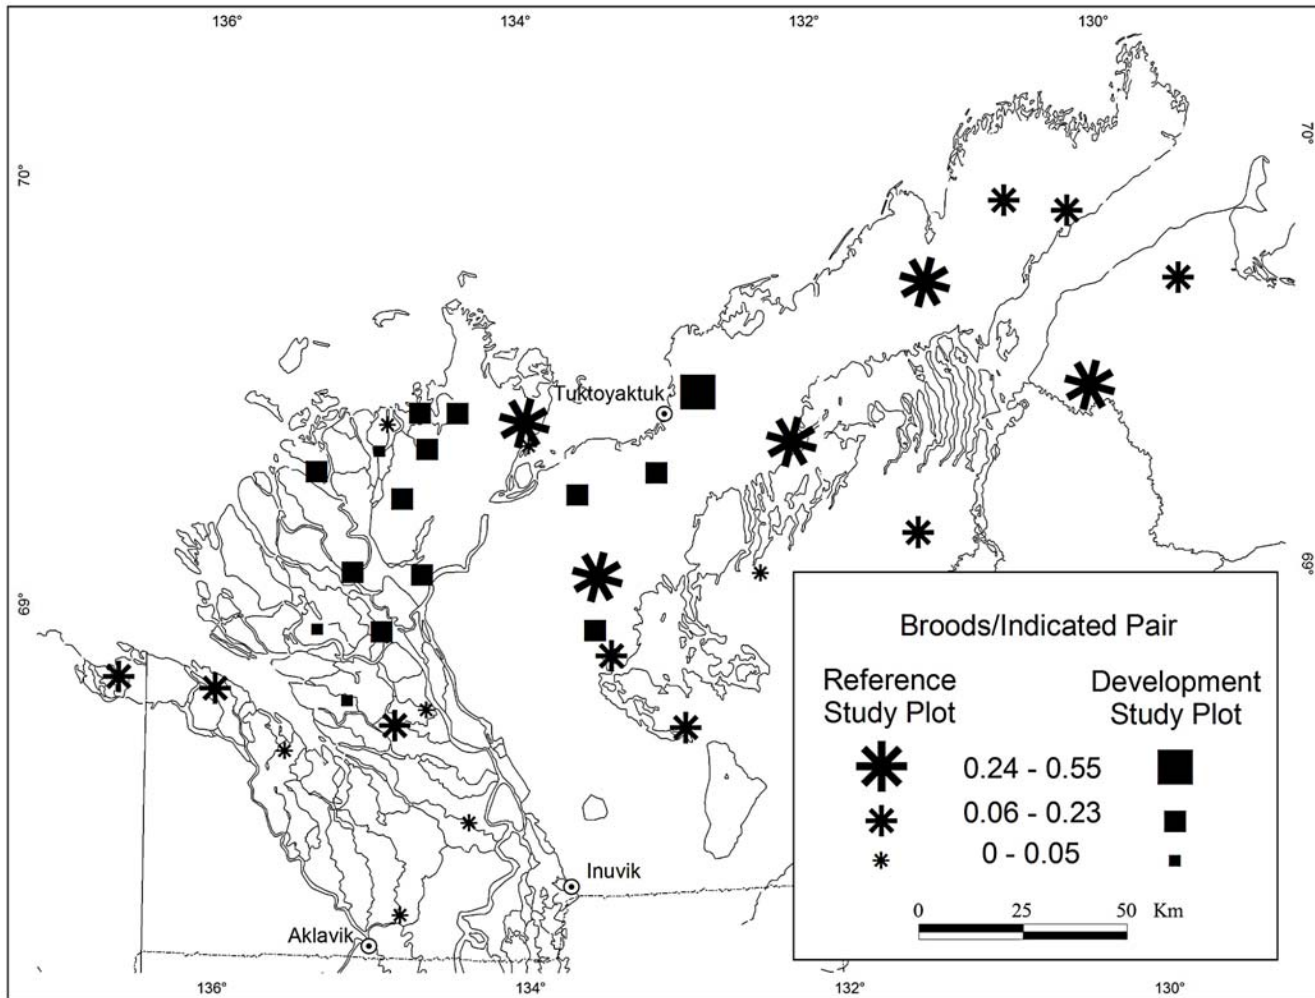 136°
134°
132°
130°
70°
70°
Tuktoyaktuk
69°
69°
Broods/Indicated Pair
Reference
Study Plot
Development
Study Plot
0.24 - 0.55
0.06 - 0.23
0 - 0.05
Inuvik
0
25
50
Km
Aklavik
136°
134°
132°
130°